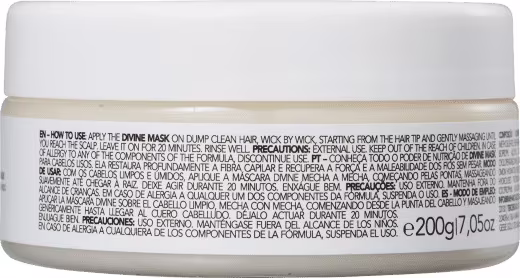 EN – HOW TO USE: APPLY THE DIVINE MASK ON DUMP CLEAN HAIR, WICK BY WICK, STARTING FROM THE HAIR TIP AND GENTLY MASSAGING UNTIL
YOU REACH THE SCALP. LEAVE IT ON FOR 20 MINUTES. RINSE WELL. PRECAUTIONS: EXTERNAL USE. KEEP OUT OF THE REACH OF CHILDREN. IN CASE
OF ALLERGY TO ANY OF THE COMPONENTS OF THE FORMULA, DISCONTINUE USE. PT – CONHEÇA TODO O PODER DE NUTRIÇÃO DE DIVINE MASK
PARA CABELOS LISOS. ELA RESTAURA PROFUNDAMENTE A FIBRA CAPILAR E RECUPERA A FORÇA E A MALEABILIDADE DOS FIOS SEM PESAR. MODO
DE USAR: COM OS CABELOS LIMPOS E ÚMIDOS, APLIQUE A MÁSCARA DIVINE MECHA A MECHA, COMEÇANDO PELAS PONTAS, MASSAGEANDO
SUAVEMENTE ATÉ CHEGAR A RAIZ. DEIXE AGIR DURANTE 20 MINUTOS. ENXÁGUE BEM. PRECAUÇÕES: USO EXTERNO. MANTENHA FORA DO
ALCANCE DE CRIANÇAS. EM CASO DE ALERGIA A QUALQUER UM DOS COMPONENTES DA FÓRMULA, SUSPENDA O USO ES - MODO DE EMPLEO:
APLICAR LA MÁSCARA DIVINE SOBRE EL CABELLO LIMPIO, MECHA CON MECHA, COMENZANDO DESDE LA PUNTA DEL CABELLO Y MASAJEANDO
GENÉRICAMENTE HASTA LLEGAR AL CUERO CABELLUDO. DÉJALO ACTUAR DURANTE 20 MINUTOS.
ENJUAGUE BIEN. PRECAUCIONES: USO EXTERNO. MANTÉNGASE FUERA DEL ALCANCE DE LOS NIÑOS.
EN CASO DE ALERGIA A CUALQUIERA DE LOS COMPONENTES DE LA FÓRMULA, SUSPENDA EL USO.
e200g|7,05oz